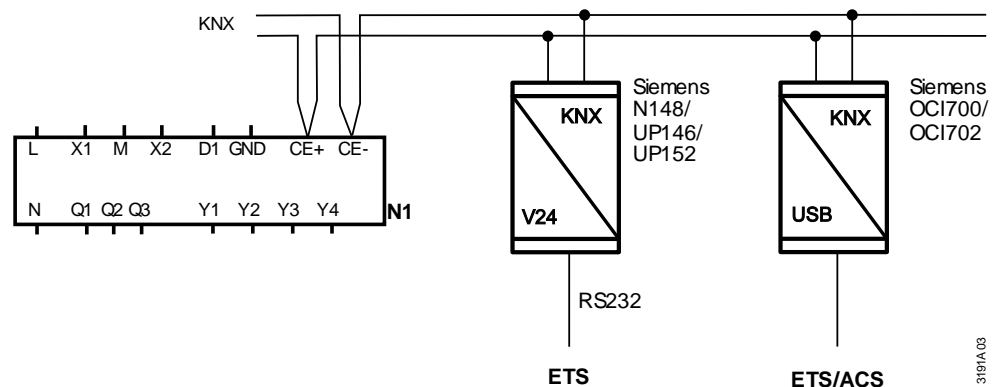 KNX
L X1 M X2 D1 GND CE+ CE-
N Q1 Q2 Q3 Y1 Y2 Y3 Y4
N1
KNX
V24
Siemens
N148/
UP146/
UP152
RS232
ETS
KNX
USB
Siemens
OCI700/
OCI702
ETS/ACS
3191A03